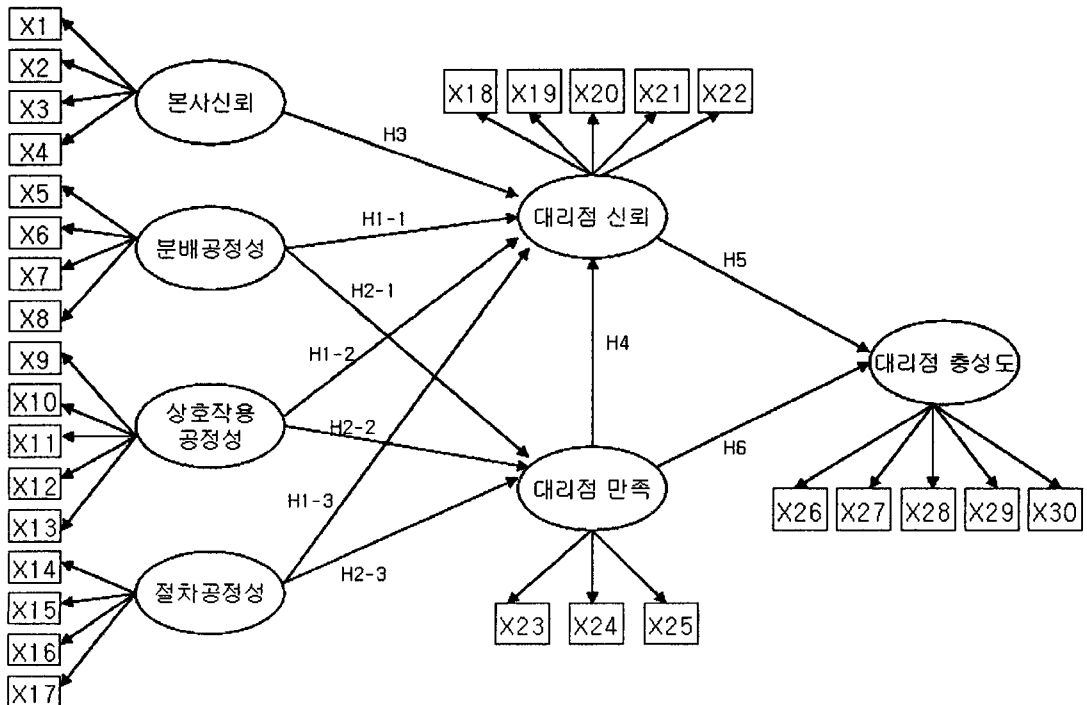 X1
X2
X3
X4
본사신뢰
X5
X6
X7
X8
분배공정성
X9
X10
X11
X12
X13
상호작용
공정성
X14
X15
X16
X17
절차공정성
H3
H1-1
H2-1
H1-2
H2-2
H1-3
H2-3
X18
X19
X20
X21
X22
대리점 신뢰
H4
대리점 만족
X23
X24
X25
H5
H6
대리점 충성도
X26
X27
X28
X29
X30